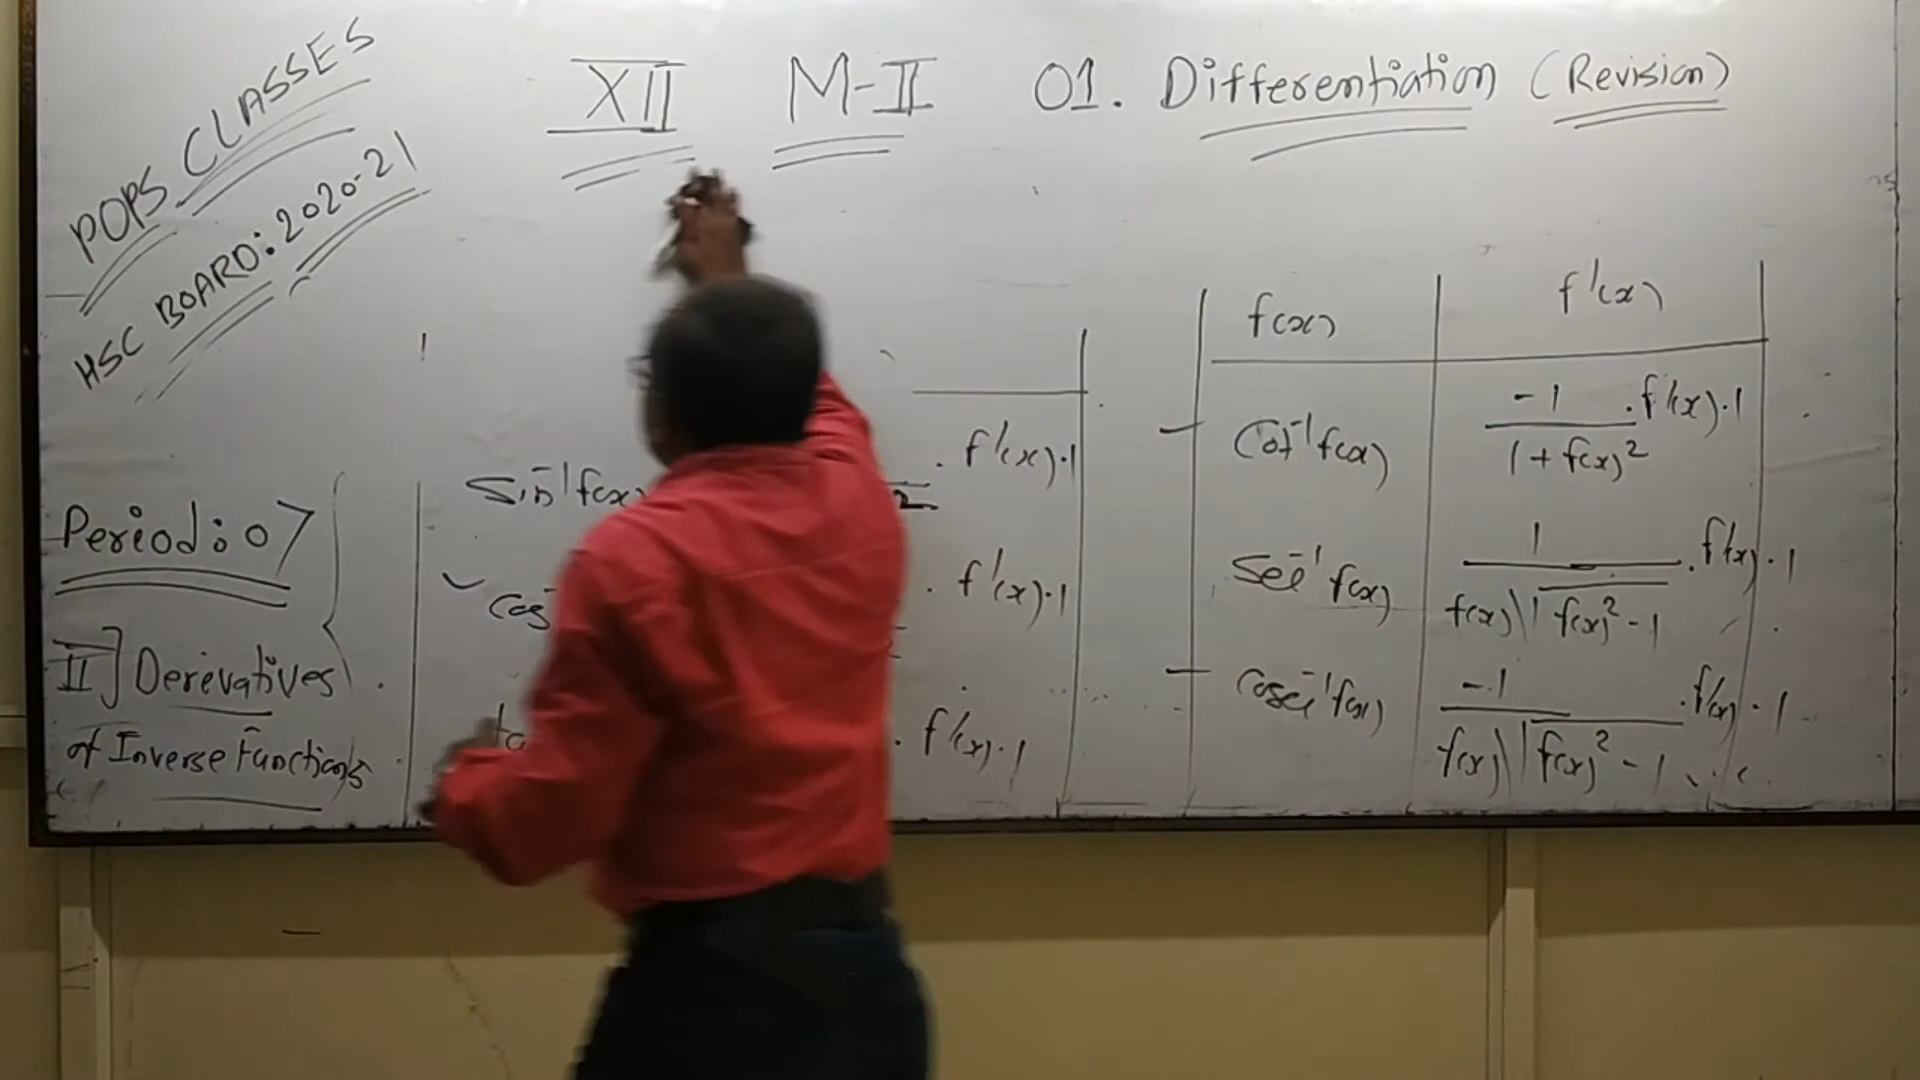 POPS CLASSES
HSC BOARD: 2020-21
XII M-II 01. Differentiation (Revision)
Period: 07
II] Derevatives
of Inverse Functions
sin⁻¹f(x) . f'(x).1
cos . f'(x).1
ta . f'(x).1
f(x) f'(x)
cot⁻¹f(x) -1/1+f(x)² .f'(x).1
sec⁻¹f(x) 1/f(x)√f(x)²-1 .f'(x).1
cosec⁻¹f(x) -1/f(x)√f(x)²-1 .f'(x).1